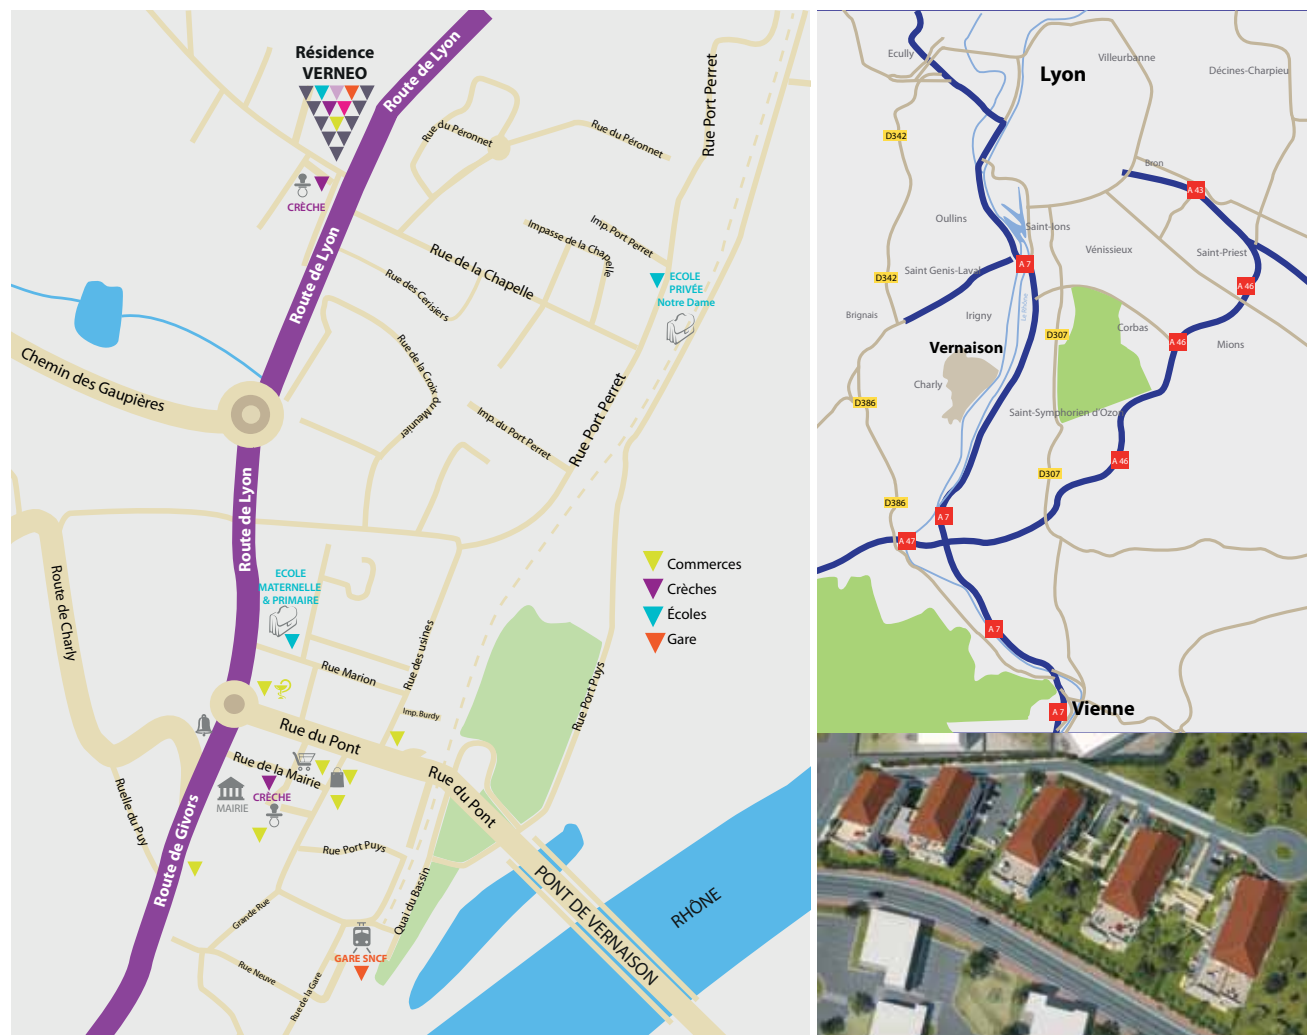 Résidence
VERNEO
Route de Lyon
Rue du Péronnet
Rue du Péronnet
Rue Port Perret
CRÈCHE
Route de Lyon
Rue de la Chapelle
Impasse de la Chapelle
Imp. Port Perret
Rue des Cerisiers
ECOLE
PRIVÉE
Notre Dame
Chemin des Gaupières
Rue de la Croix du Meunier
Imp. du Port Perret
Rue Port Perret
Route de Lyon
Route de Charly
ECOLE
MATERNELLE
& PRIMAIRE
Commerces
Crèches
Écoles
Gare
Rue Marion
Rue des usines
Imp. Burdy
Rue Port Puys
Rue du Pont
Rue de la Mairie
MAIRIE
CRÈCHE
Ruelle du Puy
Route de Givors
Rue du Pont
Rue Port Puys
Quai du Bassin
PONT DE VERNAISON
RHÔNE
Grande Rue
GARE SNCF
Rue Neuve
Rue de la Gare
Ecully
Lyon
Villeurbanne
Décines-Charpieu
D342
Bron
A 43
Oullins
Saint-Ions
Vénissieux
Saint-Priest
D342
Saint Genis-Laval
A 7
A 46
Brignais
Irigny
Le Rhône
D307
Corbas
A 46
Mions
Vernaison
Charly
D386
Saint-Symphorien d'Ozon
A 46
D307
D386
A 7
A 47
A 7
A 7
Vienne